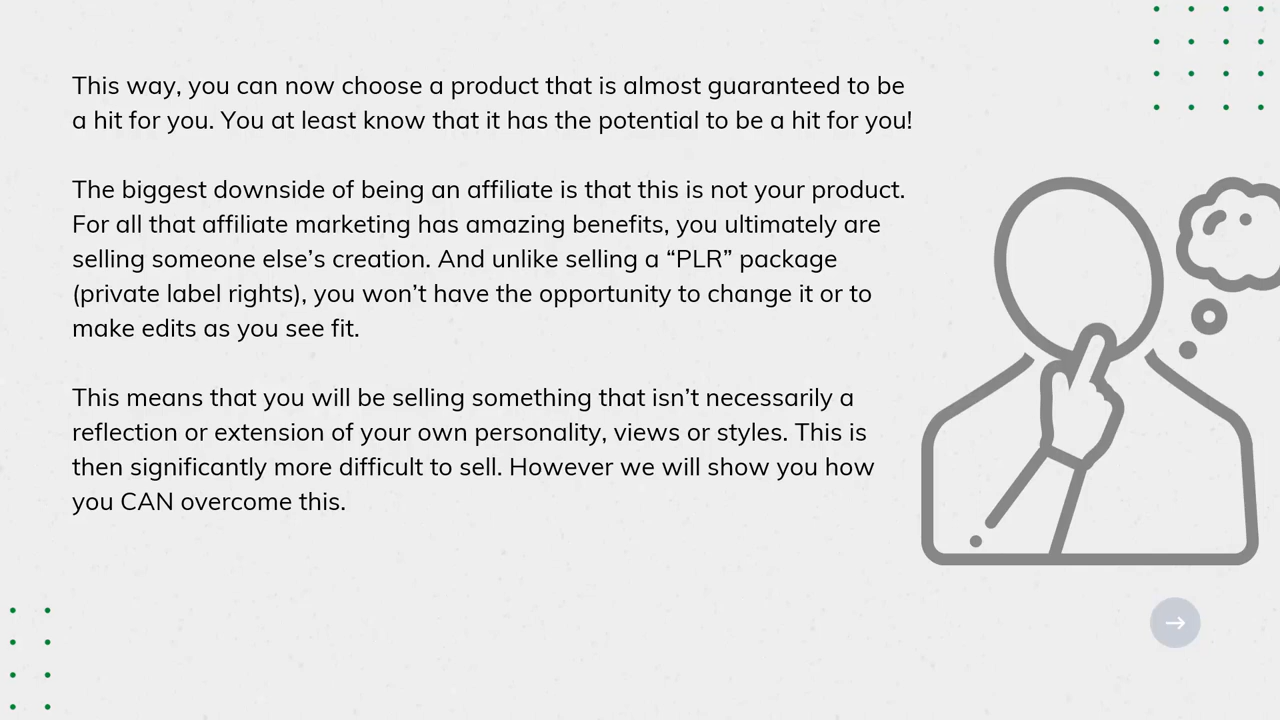 This way, you can now choose a product that is almost guaranteed to be
a hit for you. You at least know that it has the potential to be a hit for you!
The biggest downside of being an affiliate is that this is not your product.
For all that affiliate marketing has amazing benefits, you ultimately are
selling someone else’s creation. And unlike selling a “PLR” package
(private label rights), you won’t have the opportunity to change it or to
make edits as you see fit.
This means that you will be selling something that isn’t necessarily a
reflection or extension of your own personality, views or styles. This is
then significantly more difficult to sell. However we will show you how
you CAN overcome this.